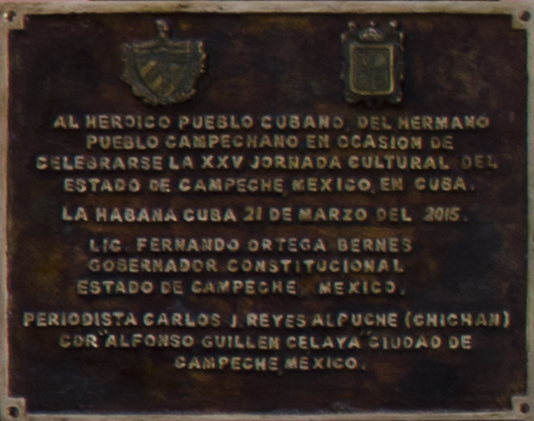 AL HEROICO PUEBLO CUBANO, DEL HERMANO
PUEBLO CAMPECHANO EN OCASION DE
CELEBRARSE LA XXV JORNADA CULTURAL DEL
ESTADO DE CAMPECHE, MEXICO, EN CUBA.
LA HABANA CUBA 21 DE MARZO DEL 2015.
LIC. FERNANDO ORTEGA BERNES
GOBERNADOR CONSTITUCIONAL
ESTADO DE CAMPECHE, MEXICO.
PERIODISTA CARLOS J. REYES ALPUCHE (CHICHAN)
CDR "ALFONSO GUILLEN CELAYA" CIUDAD DE
CAMPECHE, MEXICO.